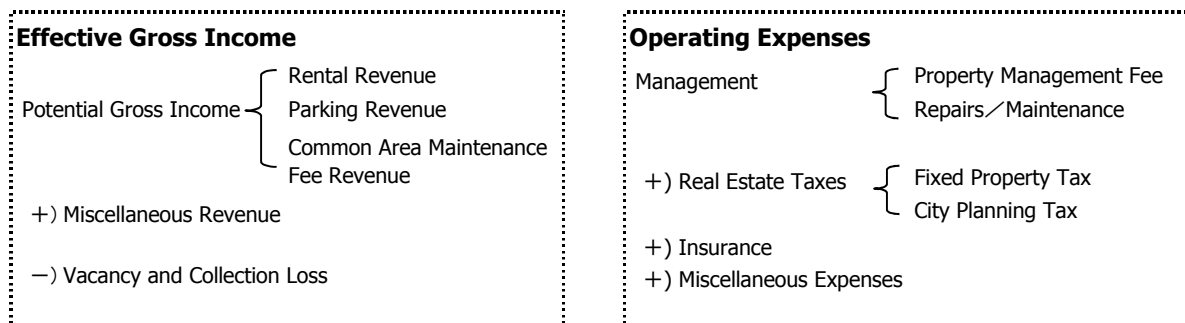 Effective Gross Income
Rental Revenue
Potential Gross Income
Parking Revenue
Common Area Maintenance
Fee Revenue
＋）Miscellaneous Revenue
－）Vacancy and Collection Loss
Operating Expenses
Management
Property Management Fee
Repairs／Maintenance
＋）Real Estate Taxes
Fixed Property Tax
City Planning Tax
＋）Insurance
＋）Miscellaneous Expenses